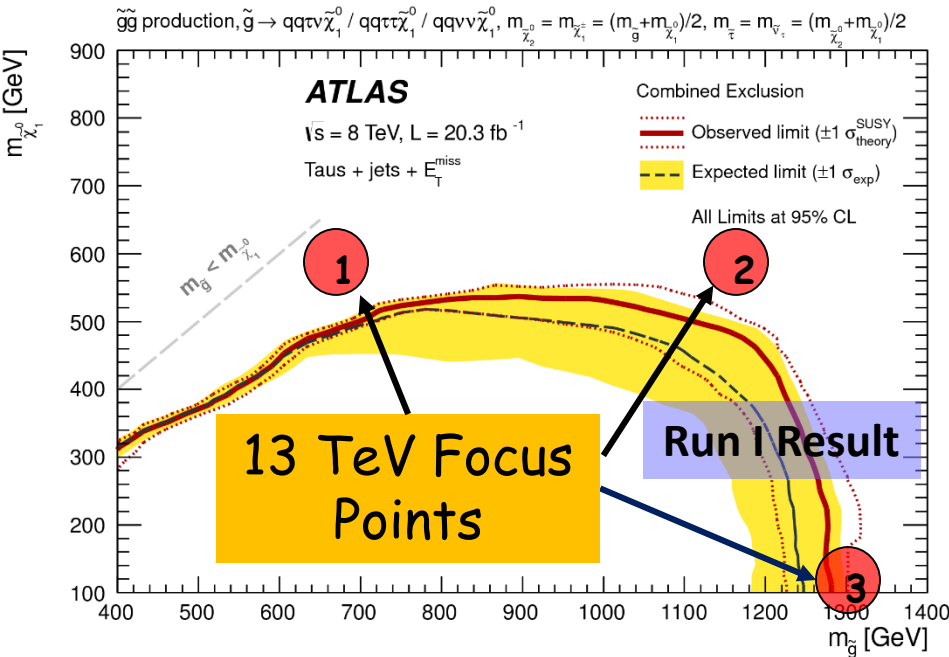 g̃g̃ production, g̃ → qqτνχ̃₁⁰ / qqττχ̃₁⁰ / qqννχ̃₁⁰, m_χ̃₂⁰ = m_χ̃₁± = (m_g̃+m_χ̃₁⁰)/2, m_τ̃ = m_ν̃τ = (m_χ̃₂⁰+m_χ̃₁⁰)/2
m_χ̃₁⁰ [GeV]
900
800
700
600
500
400
300
200
100
ATLAS
√s = 8 TeV, L = 20.3 fb⁻¹
Taus + jets + E_T^miss
Combined Exclusion
Observed limit (±1 σ_theory^SUSY)
Expected limit (±1 σ_exp)
All Limits at 95% CL
m_g̃ < m_χ̃₁⁰
1
2
13 TeV Focus
Points
Run I Result
3
400 500 600 700 800 900 1000 1100 1200 1300 1400
m_g̃ [GeV]